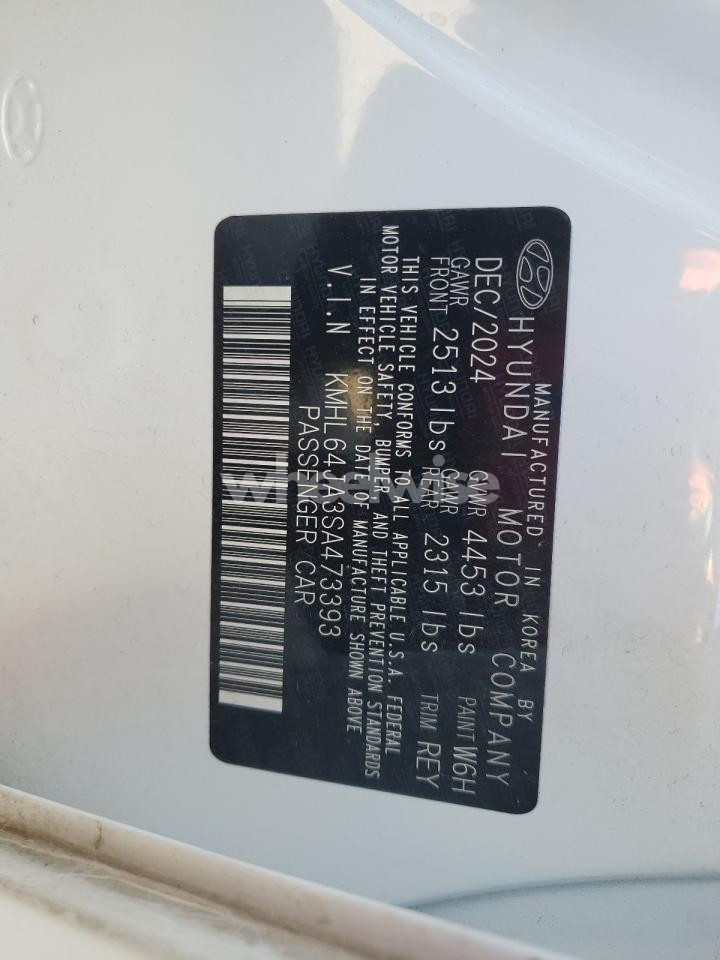 MANUFACTURED IN KOREA BY
HYUNDAI MOTOR COMPANY
DEC/2024 GVWR 4453 lbs PAINT W6H
GAWR FRONT 2513 lbs GAWR REAR 2315 lbs TRIM REY
THIS VEHICLE CONFORMS TO ALL APPLICABLE U.S.A. FEDERAL
MOTOR VEHICLE SAFETY, BUMPER, AND THEFT PREVENTION STANDARDS
IN EFFECT ON THE DATE OF MANUFACTURE SHOWN ABOVE
V.I.N KMHL64JA3SA473393
PASSENGER CAR
wheelwise